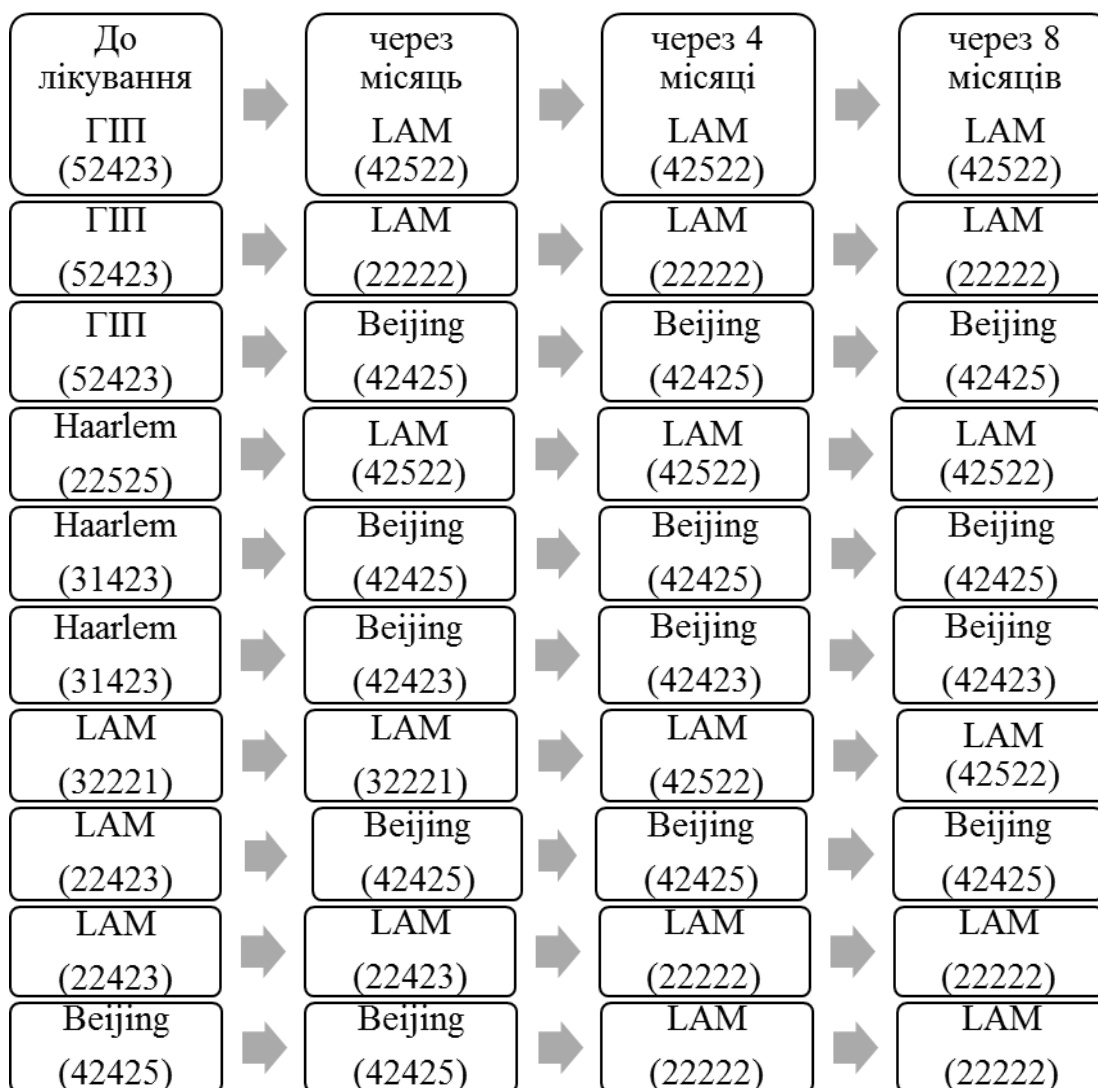 До лікування
ГІП
(52423)
через місяць
LAM
(42522)
через 4 місяці
LAM
(42522)
через 8 місяців
LAM
(42522)
ГІП
(52423)
LAM
(22222)
LAM
(22222)
LAM
(22222)
ГІП
(52423)
Beijing
(42425)
Beijing
(42425)
Beijing
(42425)
Haarlem
(22525)
LAM
(42522)
LAM
(42522)
LAM
(42522)
Haarlem
(31423)
Beijing
(42425)
Beijing
(42425)
Beijing
(42425)
Haarlem
(31423)
Beijing
(42423)
Beijing
(42423)
Beijing
(42423)
LAM
(32221)
LAM
(32221)
LAM
(42522)
LAM
(42522)
LAM
(22423)
Beijing
(42425)
Beijing
(42425)
Beijing
(42425)
LAM
(22423)
LAM
(22423)
LAM
(22222)
LAM
(22222)
Beijing
(42425)
Beijing
(42425)
LAM
(22222)
LAM
(22222)